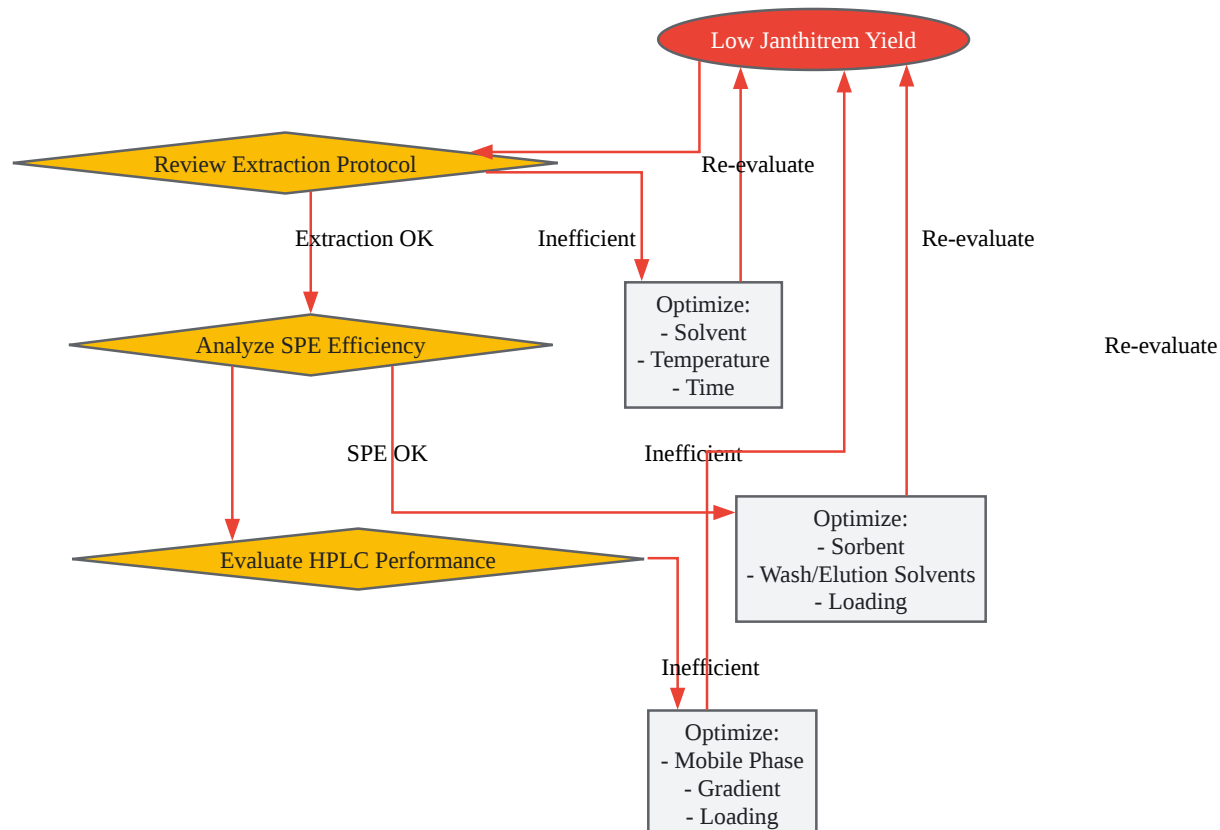 Low Janthitrem Yield
Review Extraction Protocol
Re-evaluate
Extraction OK
Inefficient
Re-evaluate
Optimize:
- Solvent
- Temperature
- Time
Analyze SPE Efficiency
Re-evaluate
SPE OK
Inefficient
Optimize:
- Sorbent
- Wash/Elution Solvents
- Loading
Evaluate HPLC Performance
Inefficient
Optimize:
- Mobile Phase
- Gradient
- Loading